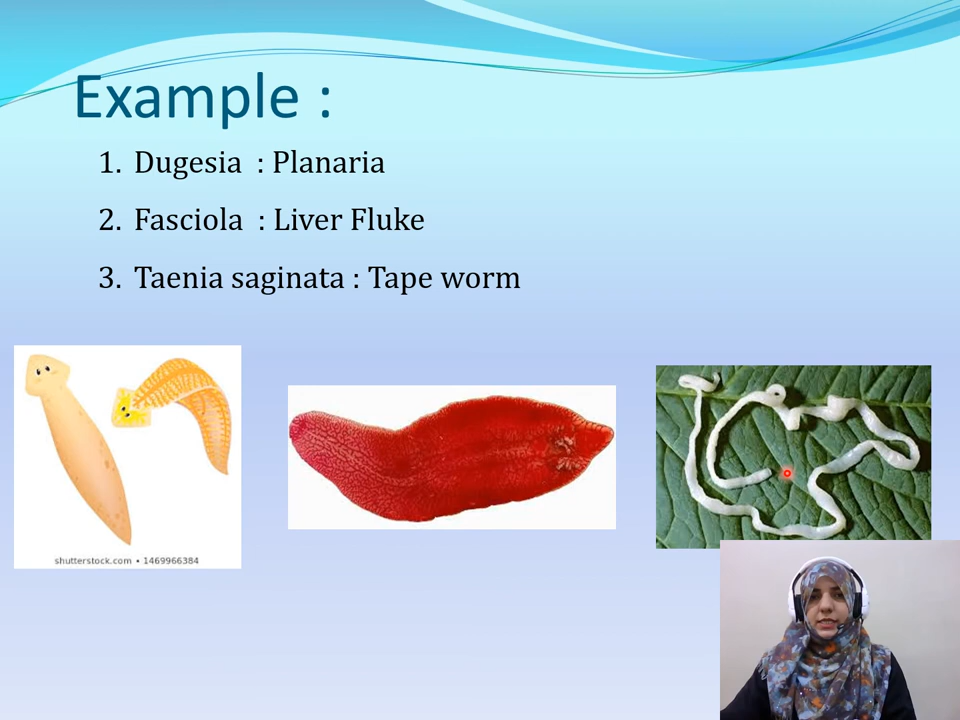 Example :
1. Dugesia : Planaria
2. Fasciola : Liver Fluke
3. Taenia saginata : Tape worm
shutterstock.com • 1469966384